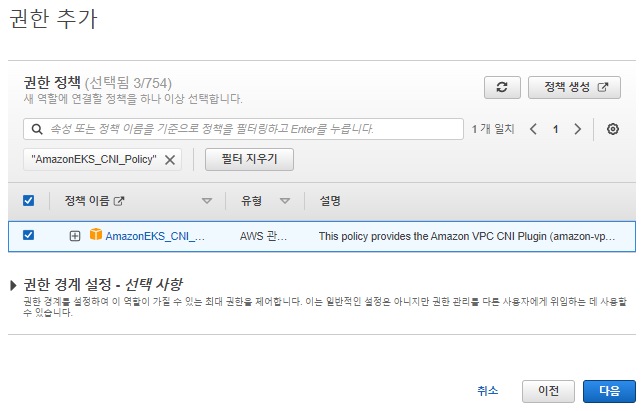 권한 추가
권한 정책 (선택됨 3/754)
새 역할에 연결할 정책을 하나 이상 선택합니다.
정책 생성
속성 또는 정책 이름을 기준으로 정책을 필터링하고 Enter를 누릅니다.
1 개 일치
1
"AmazonEKS_CNI_Policy"
필터 지우기
정책 이름 유형 설명
AmazonEKS_CNI_... AWS 관... This policy provides the Amazon VPC CNI Plugin (amazon-vp...
권한 경계 설정 - 선택 사항
권한 경계를 설정하여 이 역할이 가질 수 있는 최대 권한을 제어합니다. 이는 일반적인 설정은 아니지만 권한 관리를 다른 사용자에게 위임하는 데 사용할
수 있습니다.
취소 이전 다음